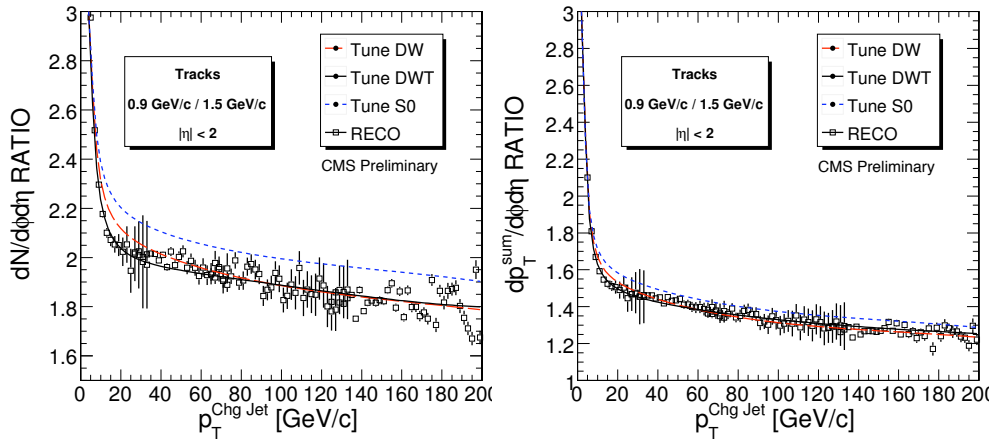 dN/dφdη RATIO
3
2.8
2.6
2.4
2.2
2
1.8
1.6
Tracks
0.9 GeV/c / 1.5 GeV/c
|η| < 2
Tune DW
Tune DWT
Tune S0
RECO
CMS Preliminary
0 20 40 60 80 100 120 140 160 180 200
p_T^Chg Jet [GeV/c]
dp_T^sum/dφdη RATIO
3
2.8
2.6
2.4
2.2
2
1.8
1.6
1.4
1.2
1
Tracks
0.9 GeV/c / 1.5 GeV/c
|η| < 2
Tune DW
Tune DWT
Tune S0
RECO
CMS Preliminary
0 20 40 60 80 100 120 140 160 180 200
p_T^Chg Jet [GeV/c]